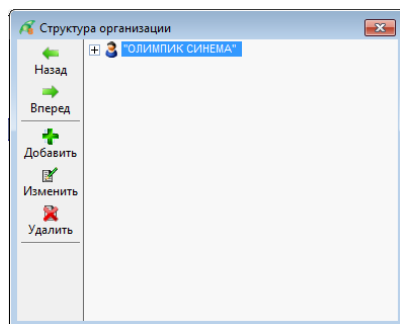 Структура организации
Назад
"ОЛИМПИК СИНЕМА"
Вперед
Добавить
Изменить
Удалить